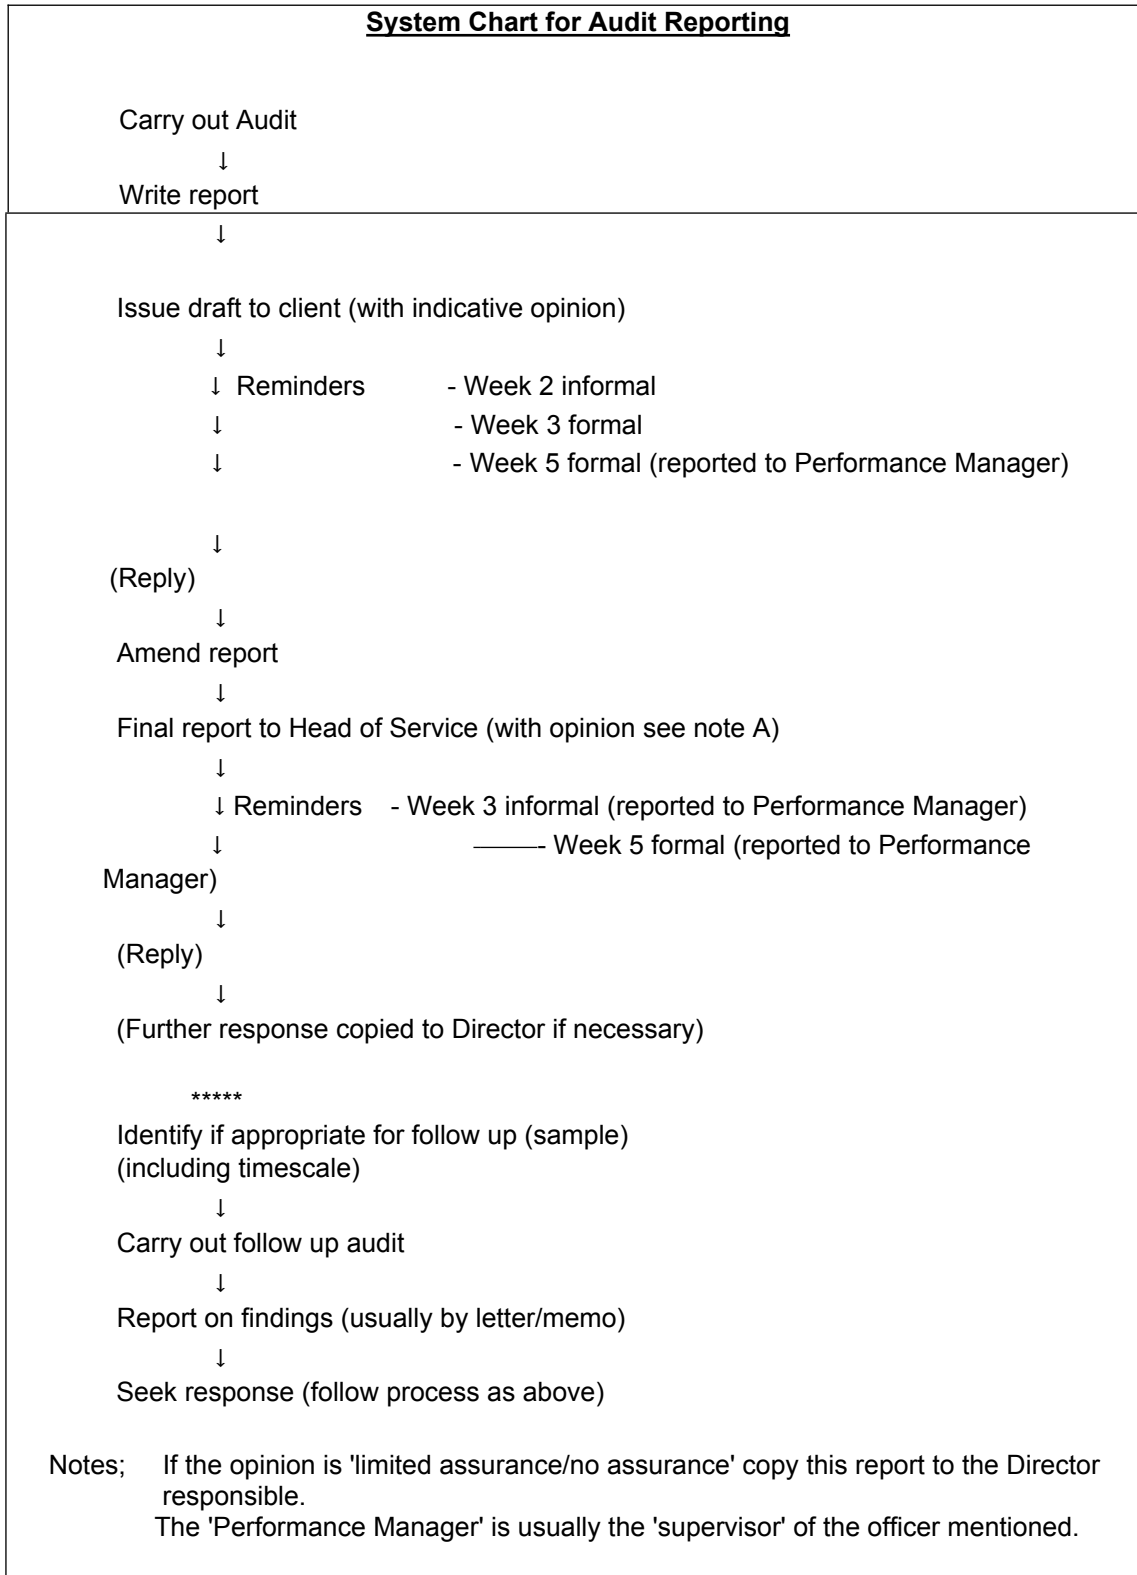 System Chart for Audit Reporting
Carry out Audit
↓
Write report
↓
Issue draft to client (with indicative opinion)
↓
↓ Reminders - Week 2 informal
↓ - Week 3 formal
↓ - Week 5 formal (reported to Performance Manager)
↓
(Reply)
↓
Amend report
↓
Final report to Head of Service (with opinion see note A)
↓
↓ Reminders - Week 3 informal (reported to Performance Manager)
↓ ———- Week 5 formal (reported to Performance
Manager)
↓
(Reply)
↓
(Further response copied to Director if necessary)
*****
Identify if appropriate for follow up (sample)
(including timescale)
↓
Carry out follow up audit
↓
Report on findings (usually by letter/memo)
↓
Seek response (follow process as above)
Notes; If the opinion is 'limited assurance/no assurance' copy this report to the Director
responsible.
The 'Performance Manager' is usually the 'supervisor' of the officer mentioned.